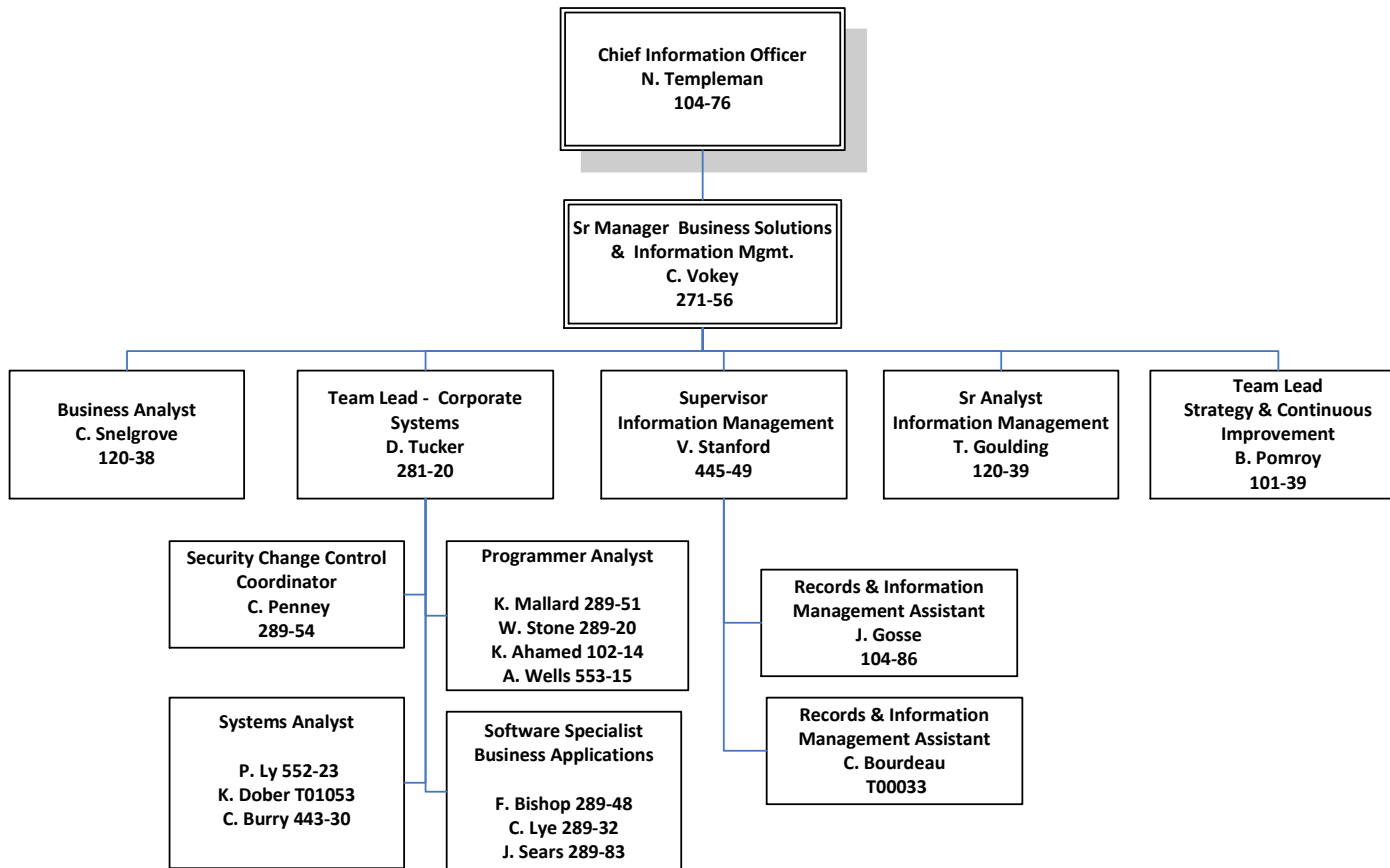 Chief Information Officer
N. Templeman
104-76
Sr Manager Business Solutions
& Information Mgmt.
C. Vokey
271-56
Business Analyst
C. Snelgrove
120-38
Team Lead - Corporate
Systems
D. Tucker
281-20
Supervisor
Information Management
V. Stanford
445-49
Sr Analyst
Information Management
T. Goulding
120-39
Team Lead
Strategy & Continuous
Improvement
B. Pomroy
101-39
Security Change Control
Coordinator
C. Penney
289-54
Programmer Analyst
K. Mallard 289-51
W. Stone 289-20
K. Ahamed 102-14
A. Wells 553-15
Records & Information
Management Assistant
J. Gosse
104-86
Systems Analyst
P. Ly 552-23
K. Dober T01053
C. Burry 443-30
Software Specialist
Business Applications
F. Bishop 289-48
C. Lye 289-32
J. Sears 289-83
Records & Information
Management Assistant
C. Bourdeau
T00033